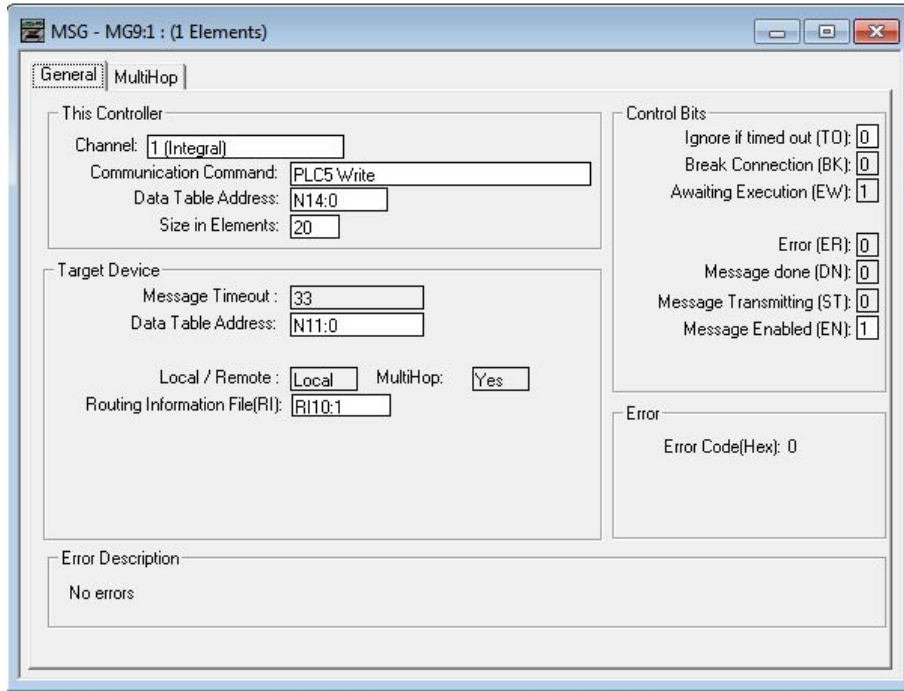 MSG - MG9:1 : (1 Elements)
General MultiHop
This Controller
Channel: 1 (Integral)
Communication Command: PLC5 Write
Data Table Address: N14:0
Size in Elements: 20
Target Device
Message Timeout : 33
Data Table Address: N11:0
Local / Remote : Local MultiHop: Yes
Routing Information File(RI): RI10:1
Control Bits
Ignore if timed out (TO): 0
Break Connection (BK): 0
Awaiting Execution (EW): 1
Error (ER): 0
Message done (DN): 0
Message Transmitting (ST): 0
Message Enabled (EN): 1
Error
Error Code(Hex): 0
Error Description
No errors